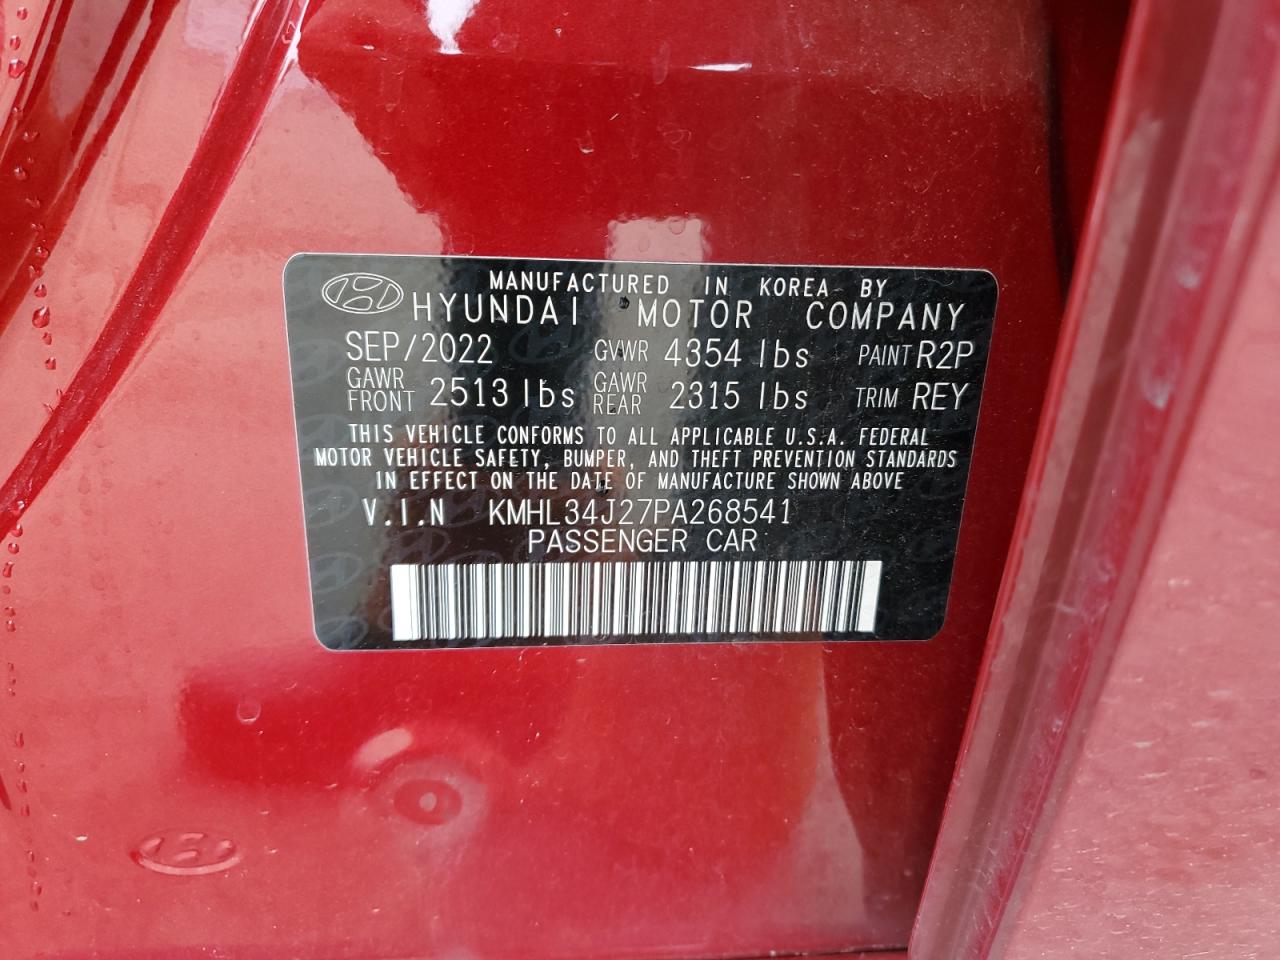 MANUFACTURED IN KOREA BY
HYUNDAI MOTOR COMPANY
SEP/2022 GVWR 4354 lbs PAINT R2P
GAWR FRONT 2513 lbs GAWR REAR 2315 lbs TRIM REY
THIS VEHICLE CONFORMS TO ALL APPLICABLE U.S.A. FEDERAL
MOTOR VEHICLE SAFETY, BUMPER, AND THEFT PREVENTION STANDARDS
IN EFFECT ON THE DATE OF MANUFACTURE SHOWN ABOVE
V.I.N KMHL34J27PA268541
PASSENGER CAR